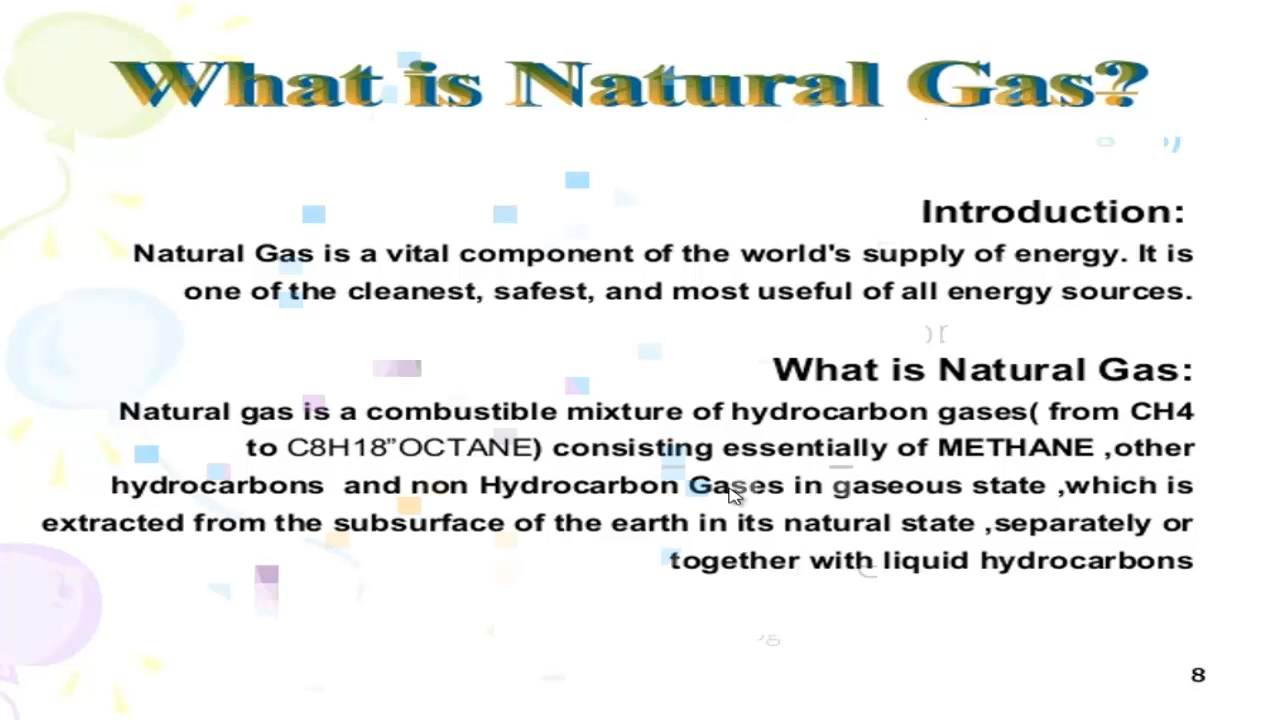 What is Natural Gas?
Introduction:
Natural Gas is a vital component of the world's supply of energy. It is
one of the cleanest, safest, and most useful of all energy sources.
What is Natural Gas:
Natural gas is a combustible mixture of hydrocarbon gases( from CH4
to C8H18”OCTANE) consisting essentially of METHANE ,other
hydrocarbons and non Hydrocarbon Gases in gaseous state ,which is
extracted from the subsurface of the earth in its natural state ,separately or
together with liquid hydrocarbons
8